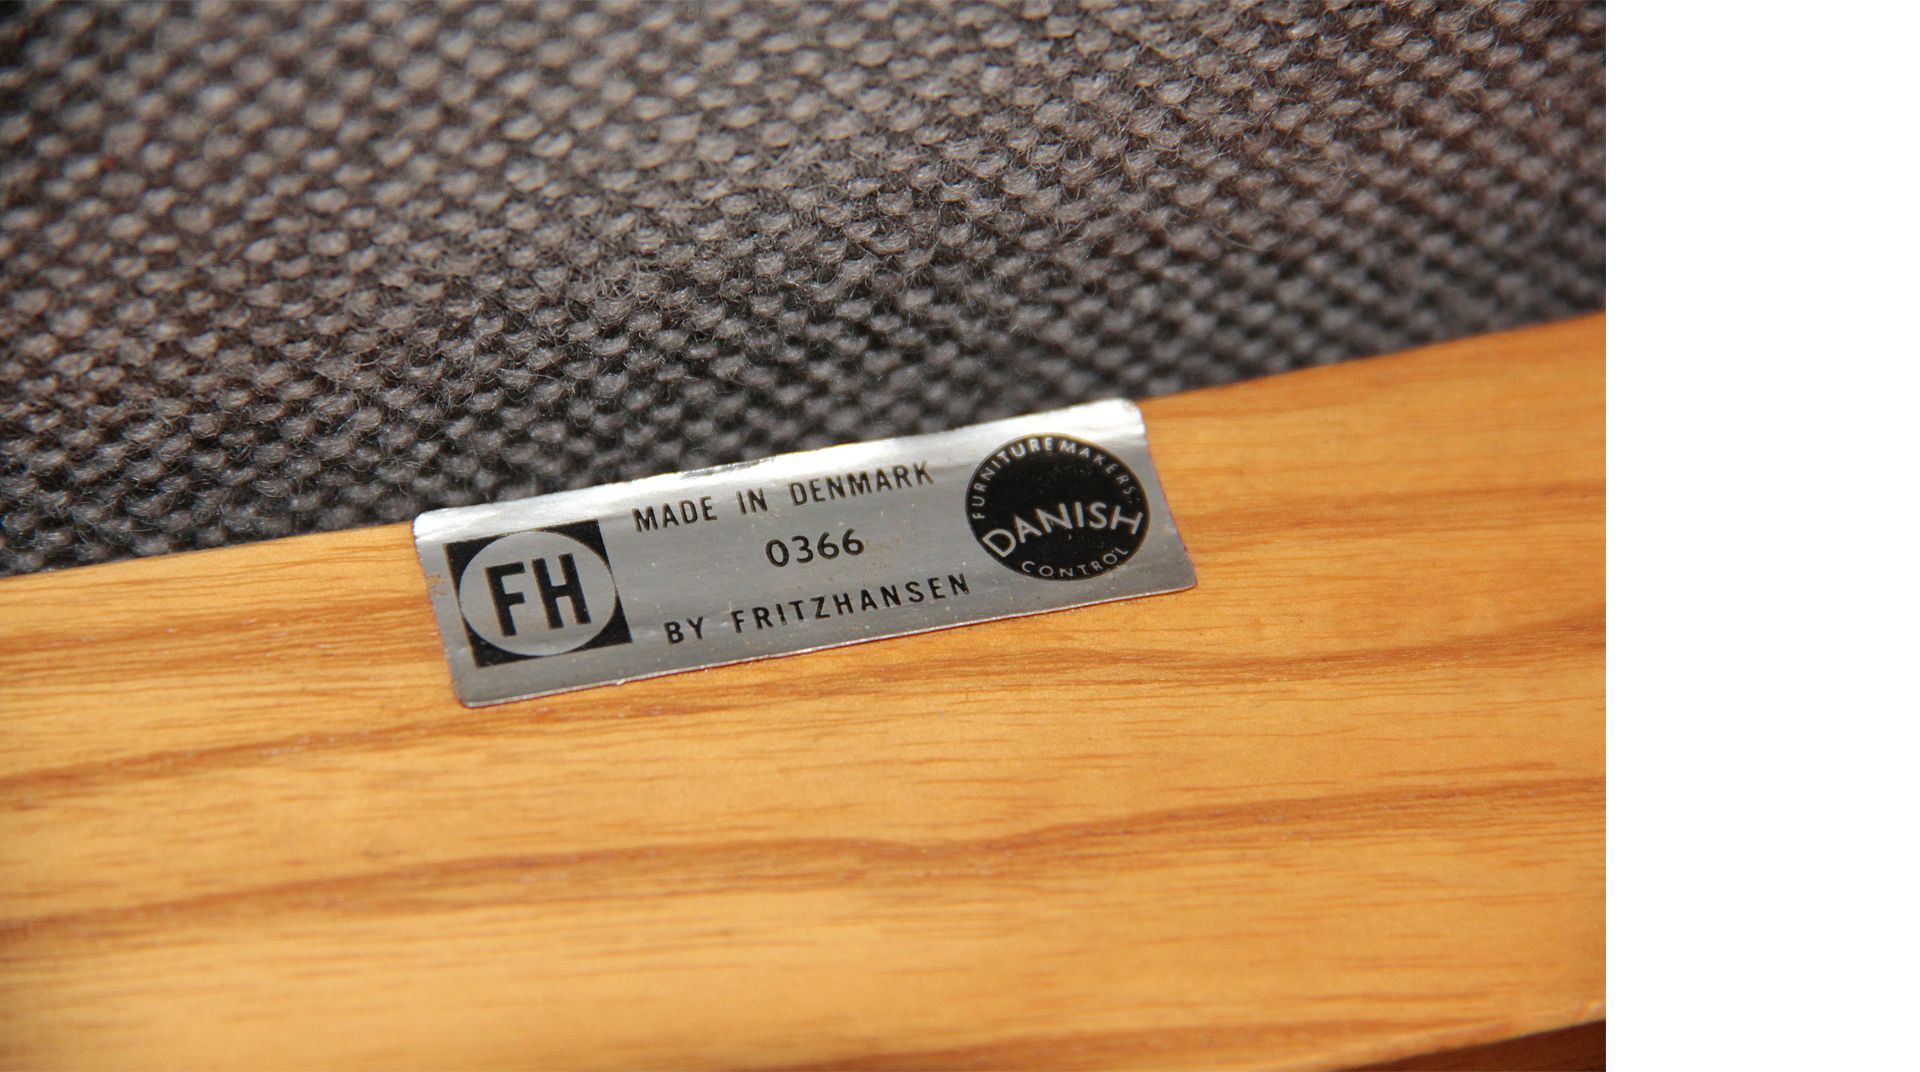 FH
MADE IN DENMARK
0366
BY FRITZHANSEN
FURNITUREMAKERS'
DANISH
CONTROL